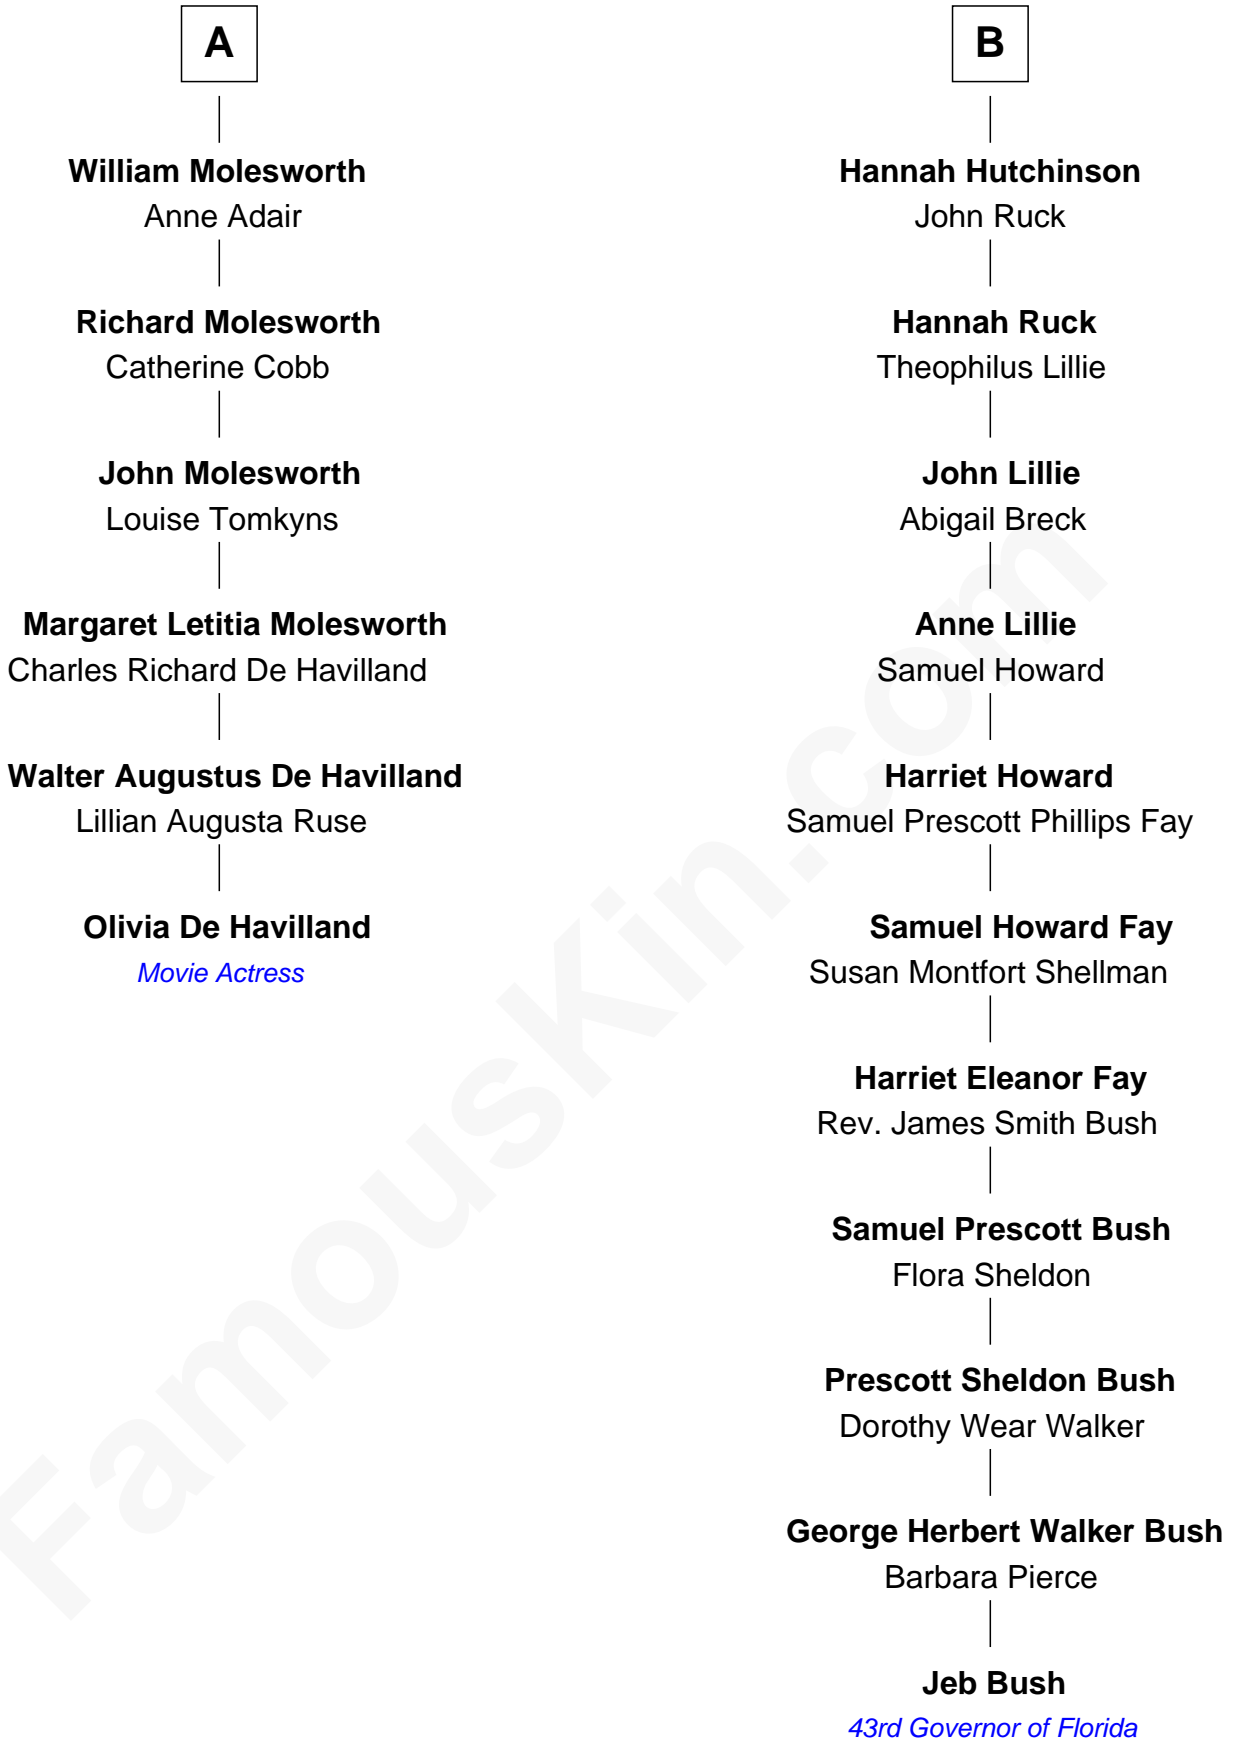 A
William Molesworth
Anne Adair
Richard Molesworth
Catherine Cobb
John Molesworth
Louise Tomkyns
Margaret Letitia Molesworth
Charles Richard De Havilland
Walter Augustus De Havilland
Lillian Augusta Ruse
Olivia De Havilland
Movie Actress
B
Hannah Hutchinson
John Ruck
Hannah Ruck
Theophilus Lillie
John Lillie
Abigail Breck
Anne Lillie
Samuel Howard
Harriet Howard
Samuel Prescott Phillips Fay
Samuel Howard Fay
Susan Montfort Shellman
Harriet Eleanor Fay
Rev. James Smith Bush
Samuel Prescott Bush
Flora Sheldon
Prescott Sheldon Bush
Dorothy Wear Walker
George Herbert Walker Bush
Barbara Pierce
Jeb Bush
43rd Governor of Florida
FamousKin.com